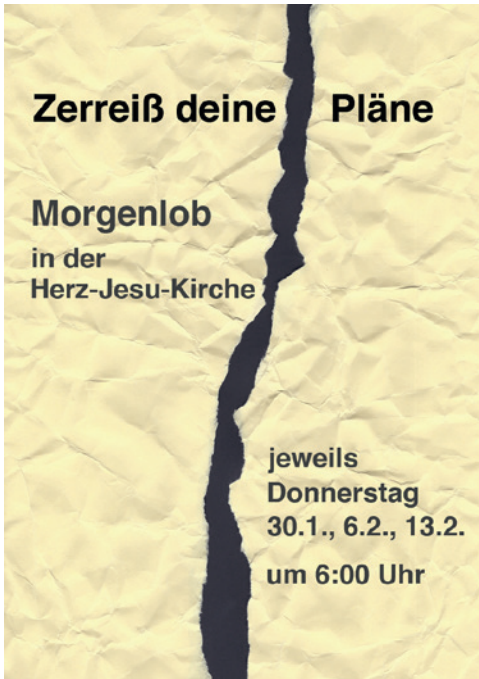 Zerreiß deine Pläne
Morgenlob
in der
Herz-Jesu-Kirche
jeweils
Donnerstag
30.1., 6.2., 13.2.
um 6:00 Uhr